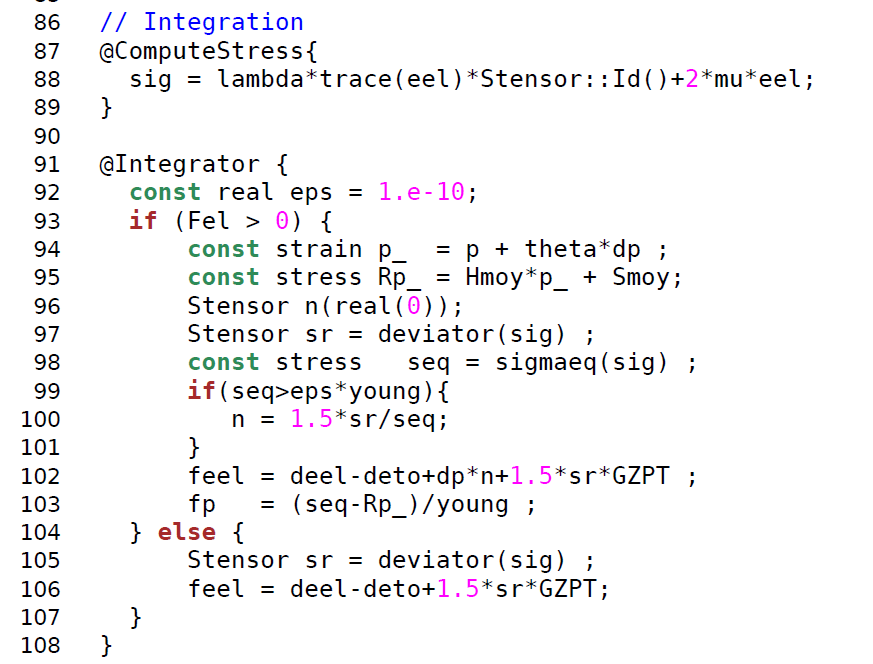 86 // Integration
87 @ComputeStress{
88 sig = lambda*trace(eel)*Stensor::Id()+2*mu*eel;
89 }
90
91 @Integrator {
92 const real eps = 1.e-10;
93 if (Fel > 0) {
94 const strain p_ = p + theta*dp ;
95 const stress Rp_ = Hmoy*p_ + Smoy;
96 Stensor n(real(0));
97 Stensor sr = deviator(sig) ;
98 const stress seq = sigmaeq(sig) ;
99 if(seq>eps*young){
100 n = 1.5*sr/seq;
101 }
102 feel = deel-deto+dp*n+1.5*sr*GZPT ;
103 fp = (seq-Rp_)/young ;
104 } else {
105 Stensor sr = deviator(sig) ;
106 feel = deel-deto+1.5*sr*GZPT;
107 }
108 }